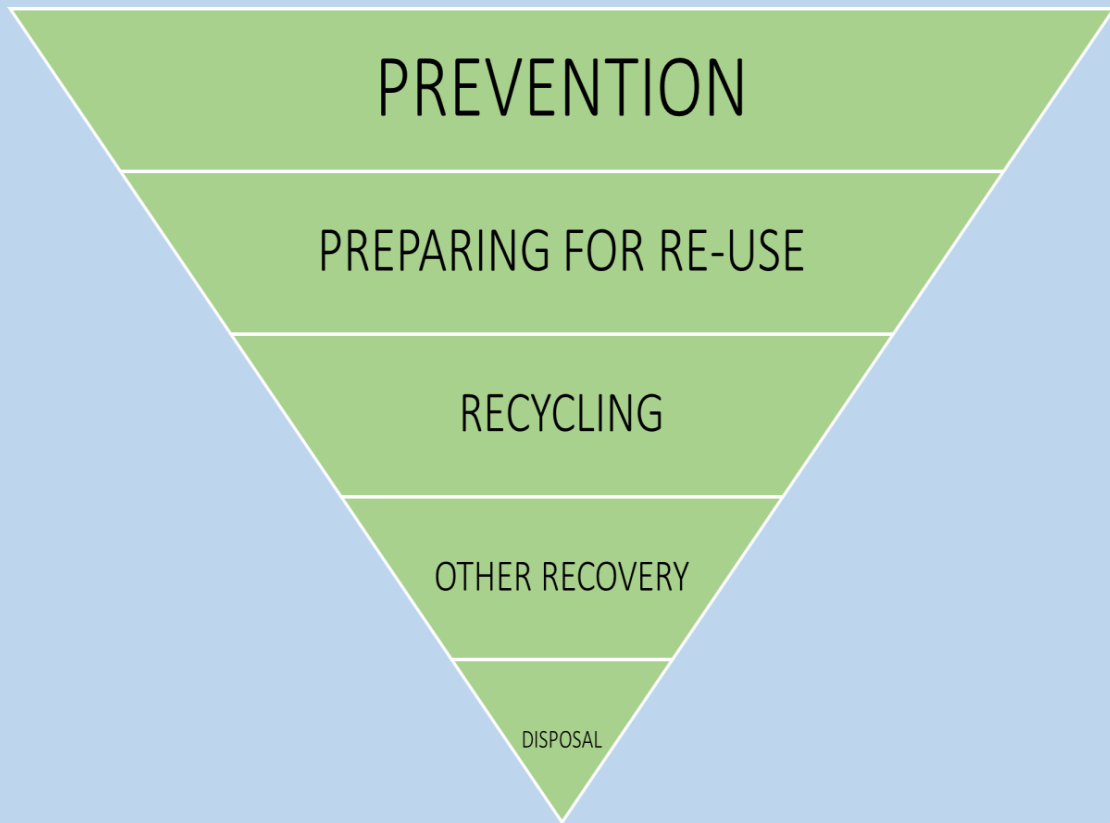 PREVENTION
PREPARING FOR RE-USE
RECYCLING
OTHER RECOVERY
DISPOSAL